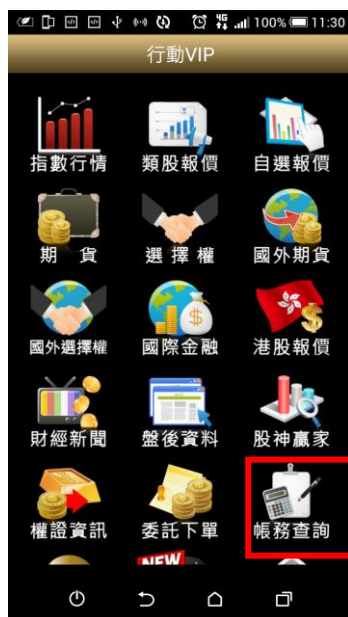 4G 100% 11:30
行動VIP
指數行情 類股報價 自選報價
期 貨 選 擇 權 國外期貨
國外選擇權 國際金融 港股報價
財經新聞 盤後資料 股神贏家
權證資訊 委託下單 帳務查詢
NEW